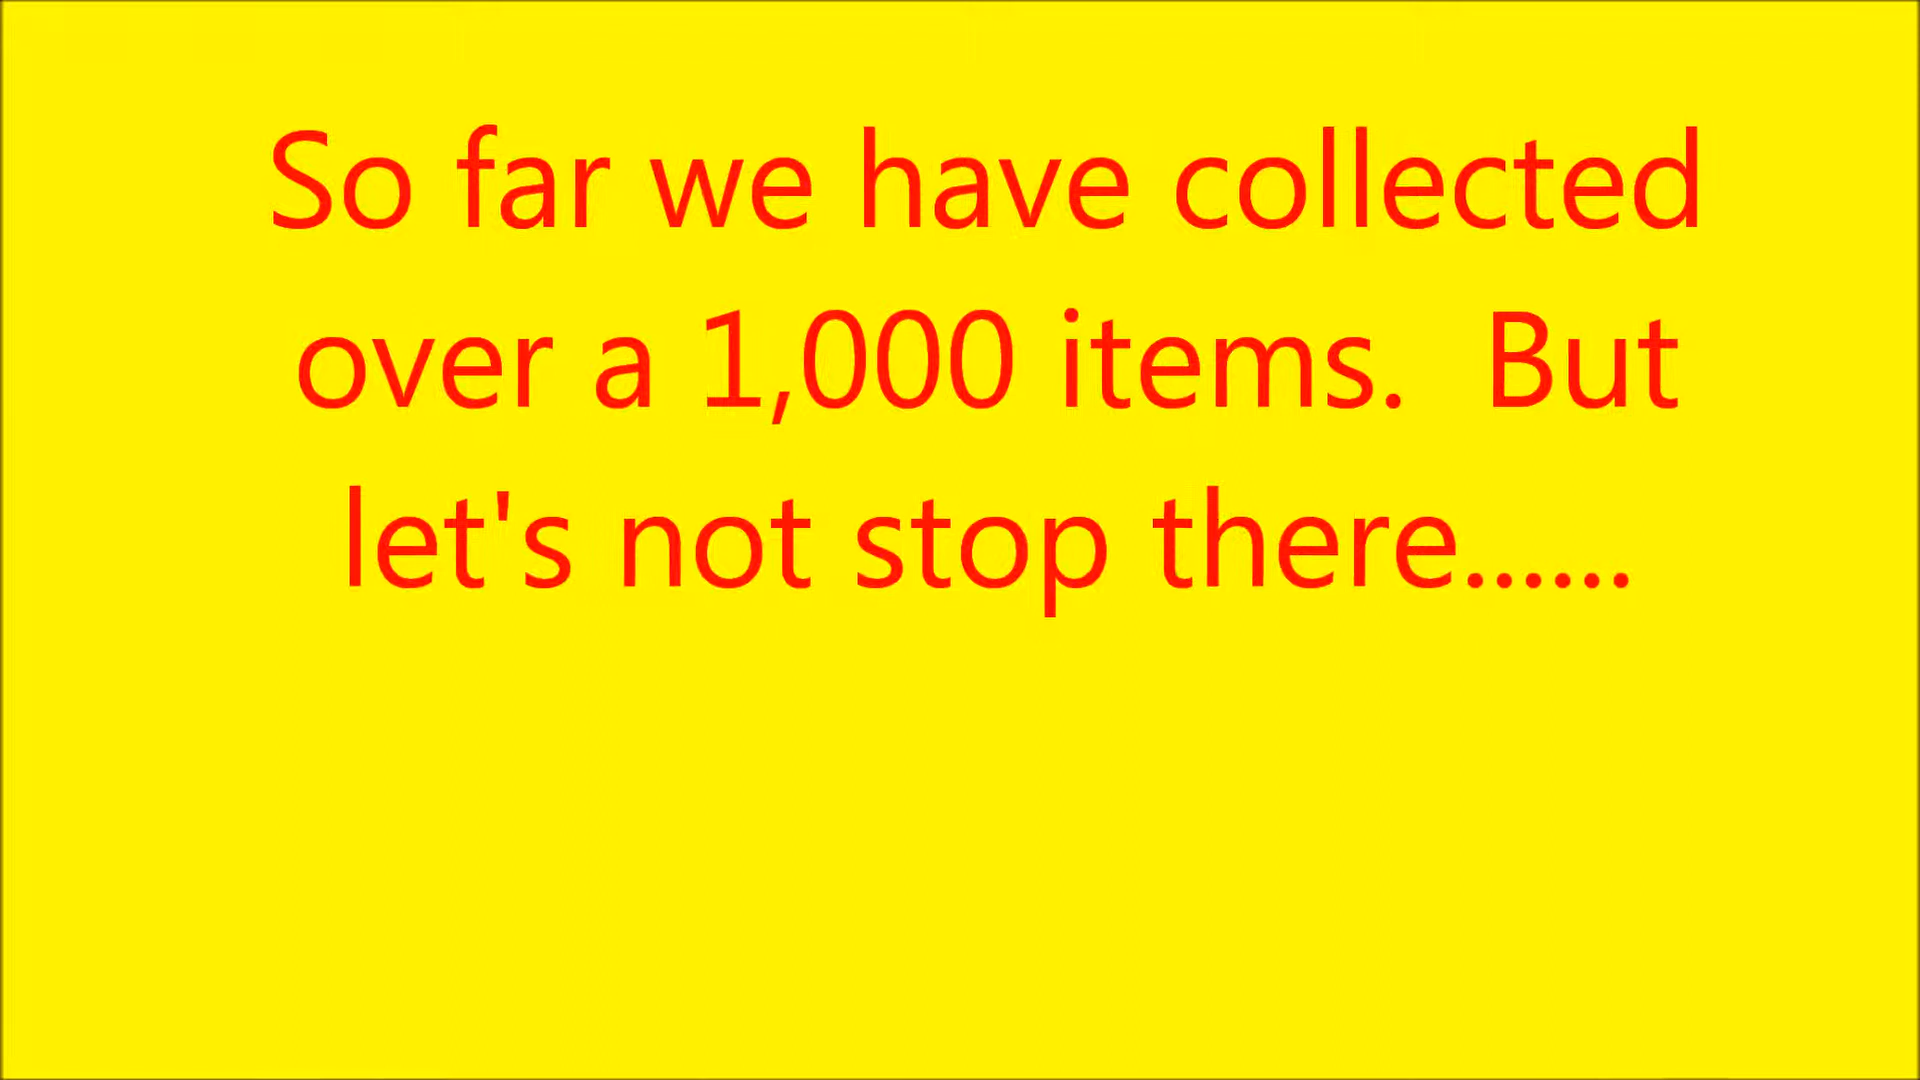 So far we have collected
over a 1,000 items.  But
let's not stop there......